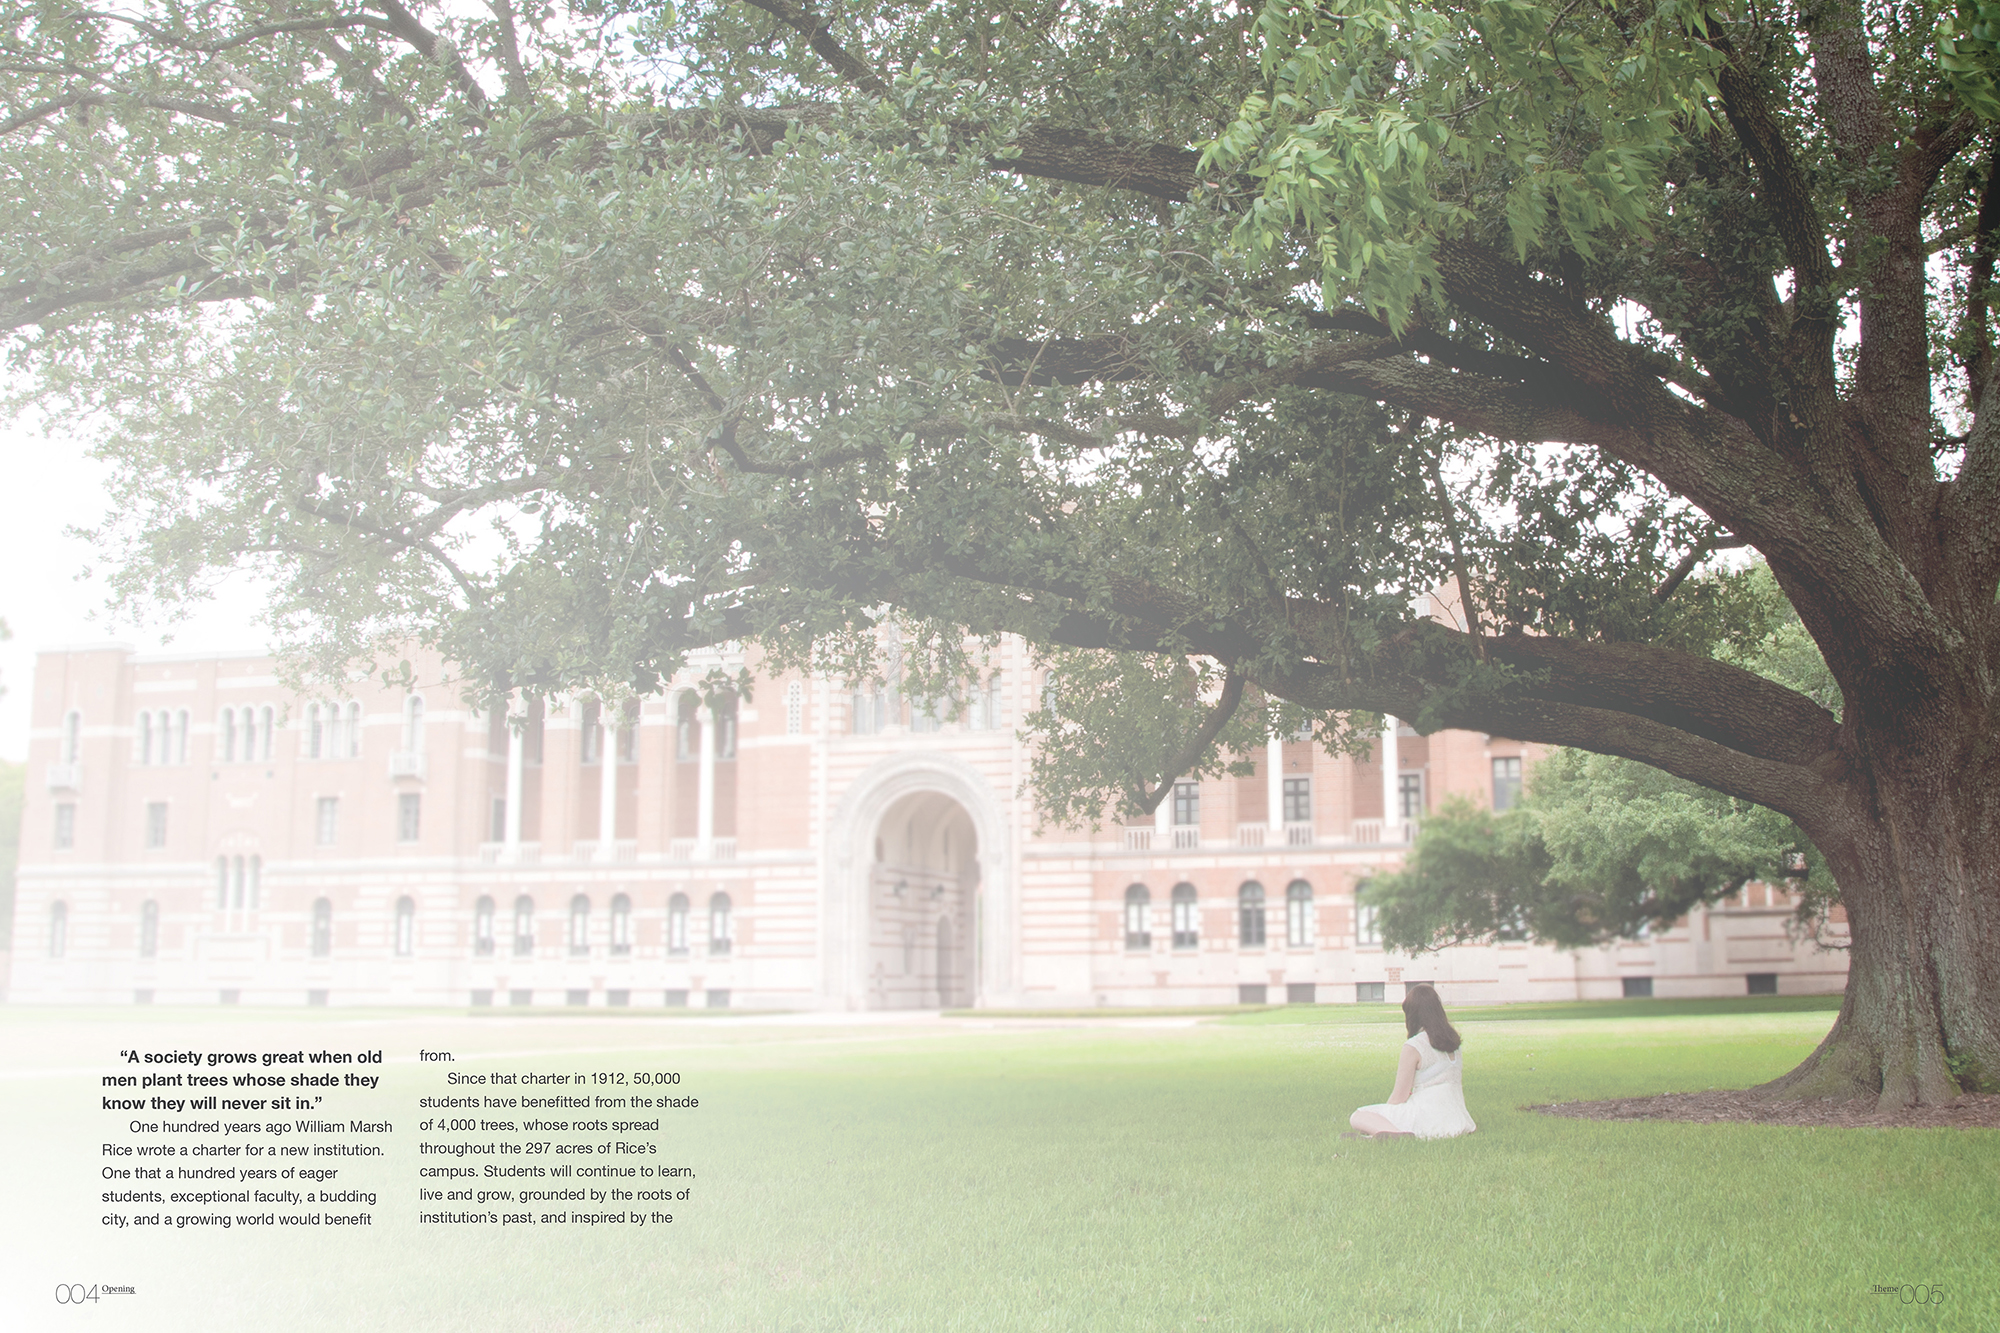 “A society grows great when old
men plant trees whose shade they
know they will never sit in.”
One hundred years ago William Marsh
Rice wrote a charter for a new institution.
One that a hundred years of eager
students, exceptional faculty, a budding
city, and a growing world would benefit
from.
Since that charter in 1912, 50,000
students have benefitted from the shade
of 4,000 trees, whose roots spread
throughout the 297 acres of Rice’s
campus. Students will continue to learn,
live and grow, grounded by the roots of
institution’s past, and inspired by the
004 Opening
Theme 005